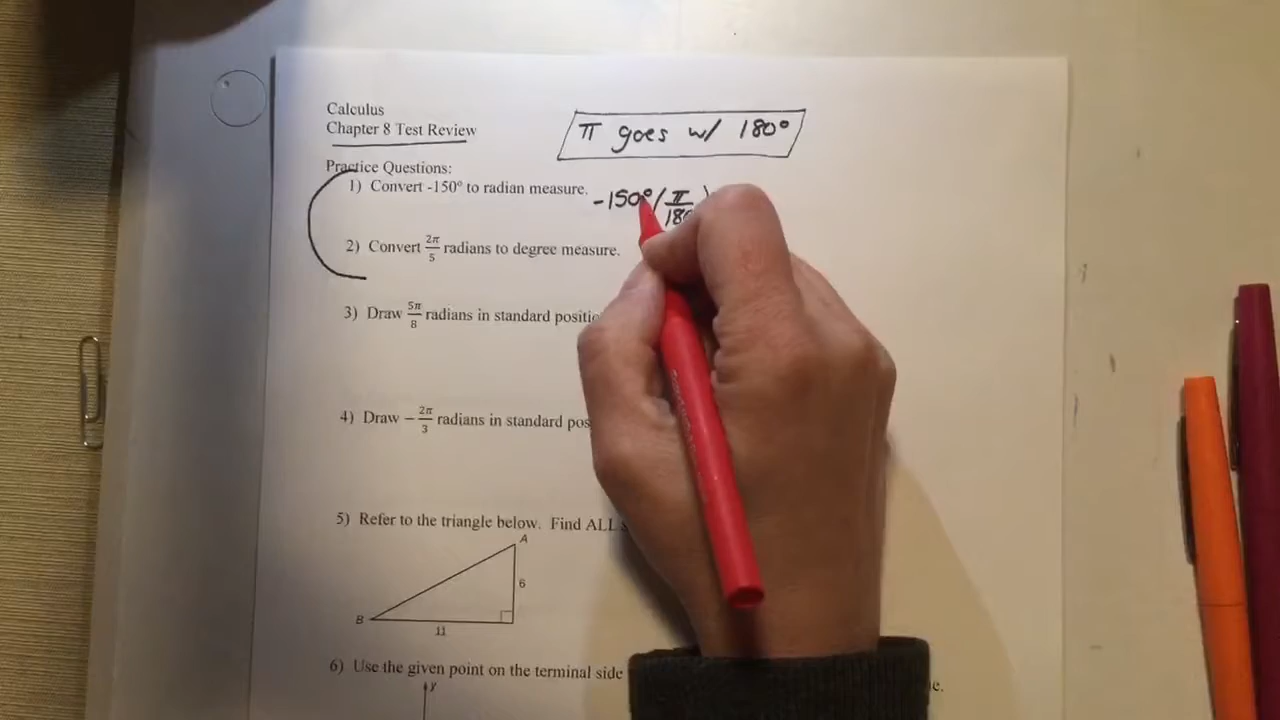 Calculus
Chapter 8 Test Review
π goes w/ 180°
Practice Questions:
1) Convert -150° to radian measure.
-150° (π/180 )
2) Convert 2π/5 radians to degree measure.
3) Draw 5π/8 radians in standard
4) Draw − 2π/3 radians in standard
5) Refer to the triangle below. Find ALL
A
6
B
11
6) Use the given point on the terminal side
y